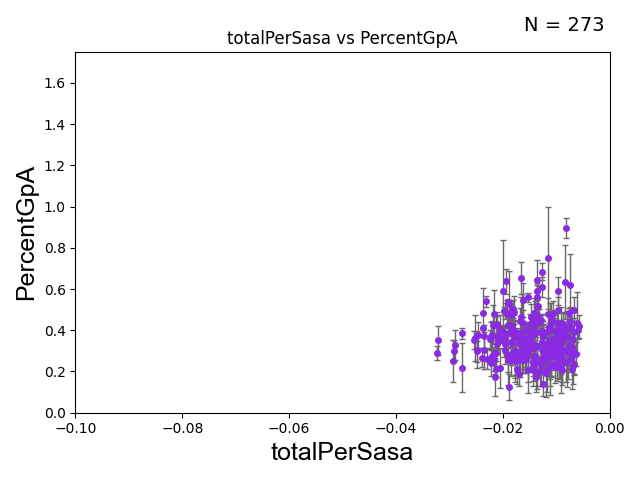 N = 273
totalPerSasa vs PercentGpA
PercentGpA
1.6
1.4
1.2
1.0
0.8
0.6
0.4
0.2
0.0
−0.10 −0.08 −0.06 −0.04 −0.02 0.00
totalPerSasa